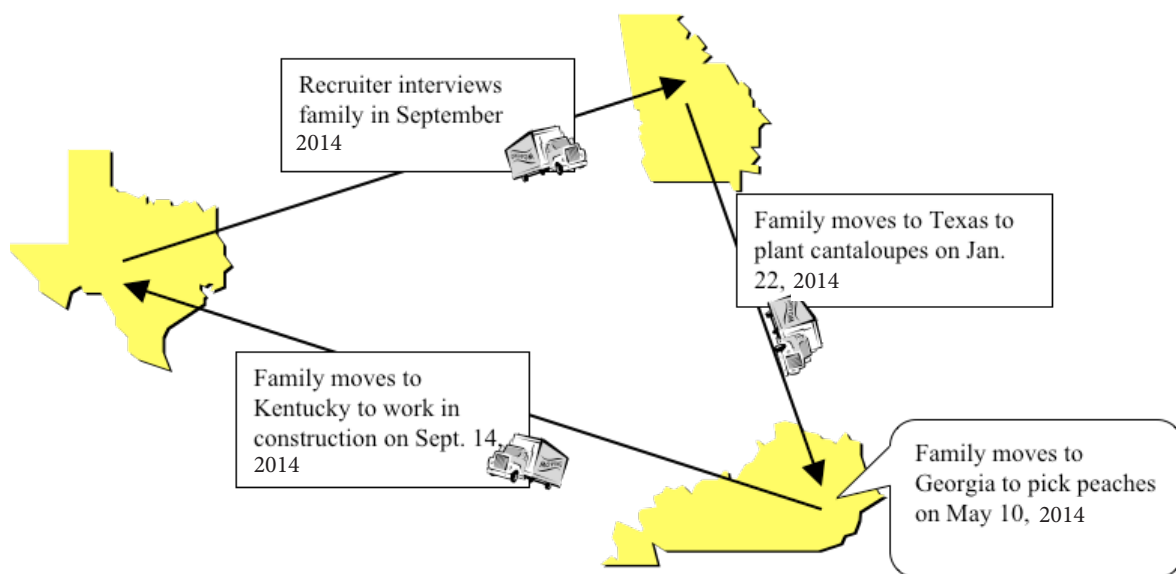 Recruiter interviews
family in September
2014
Family moves to Texas to
plant cantaloupes on Jan.
22, 2014
Family moves to
Kentucky to work in
construction on Sept. 14,
2014
Family moves to
Georgia to pick peaches
on May 10, 2014